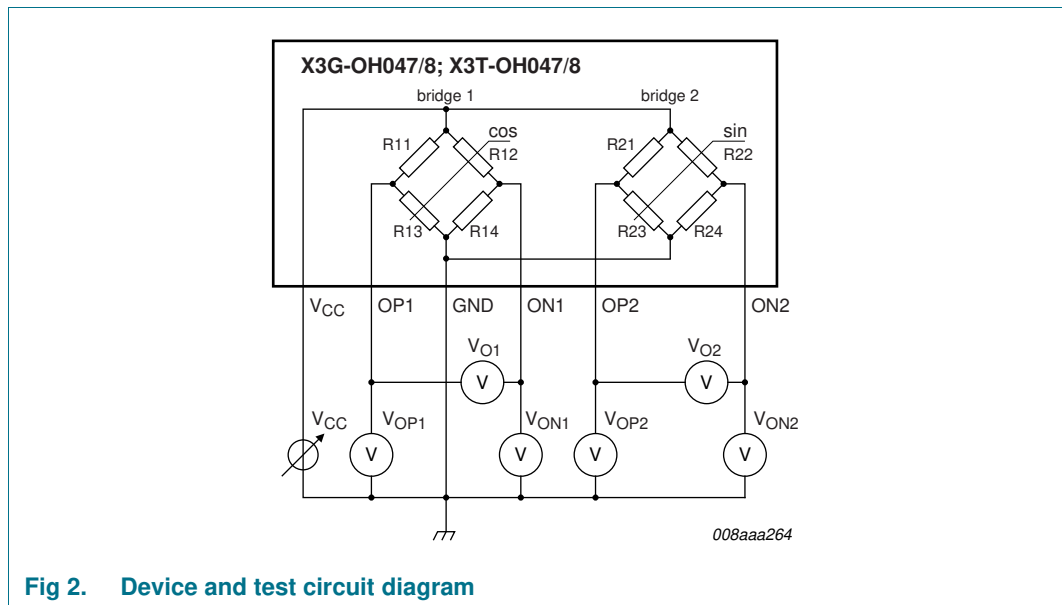 X3G-OH047/8; X3T-OH047/8
bridge 1
bridge 2
cos
sin
R11
R12
R21
R22
R13
R14
R23
R24
VCC
OP1
GND
ON1
OP2
ON2
VO1
VO2
V
V
VCC
VOP1
VON1
VOP2
VON2
V
V
V
V
008aaa264
Fig 2. Device and test circuit diagram